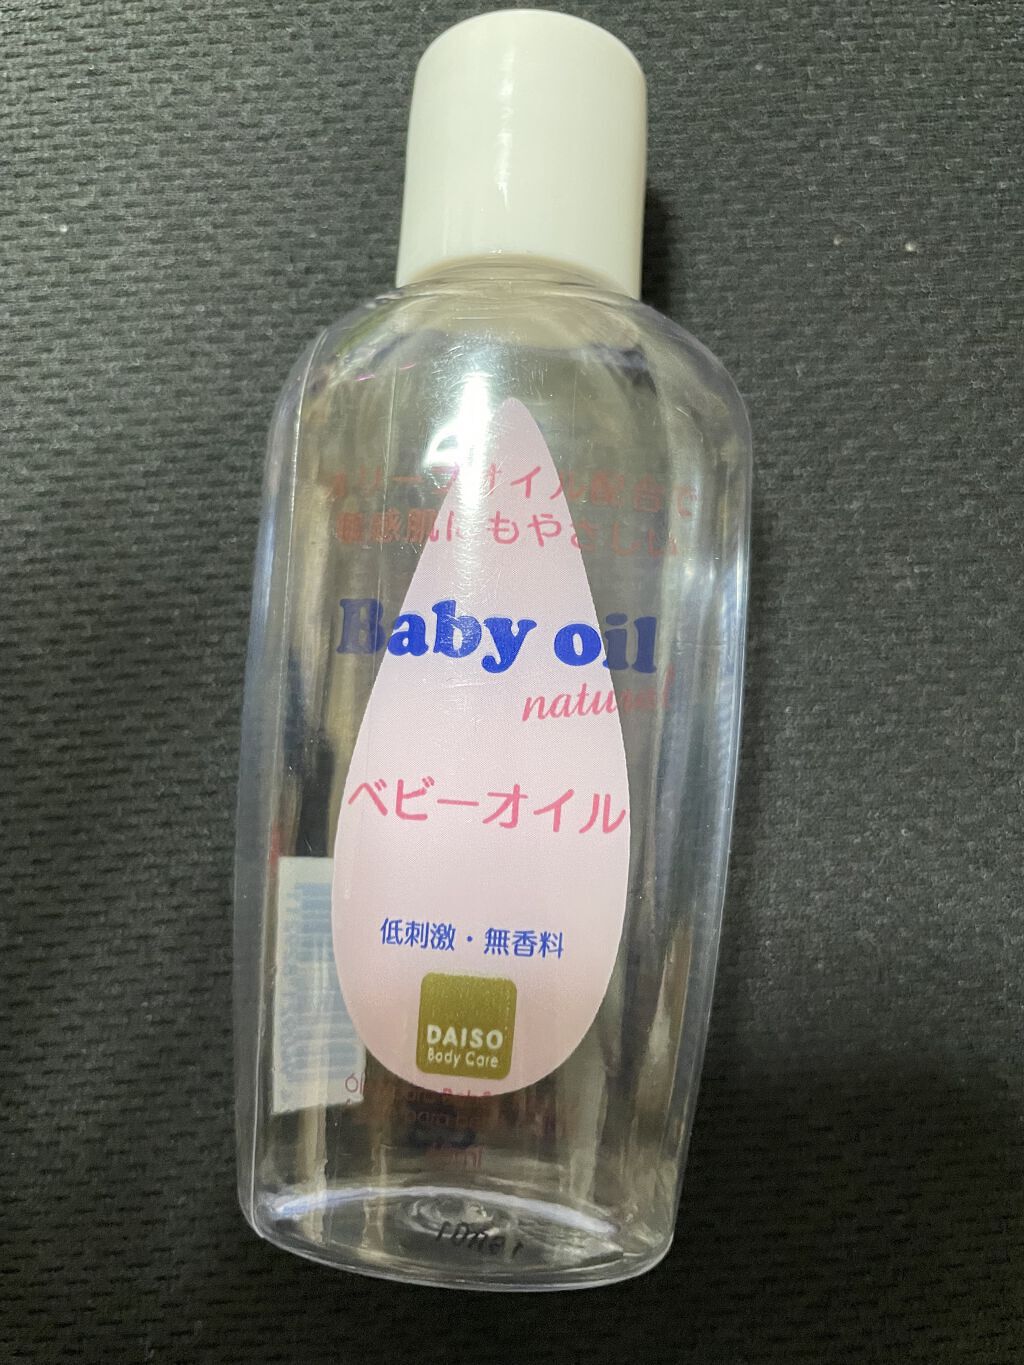 オリーブオイル配合で
敏感肌にもやさしい
Baby oil
natural
ベビーオイル
低刺激・無香料
DAISO
Body Care